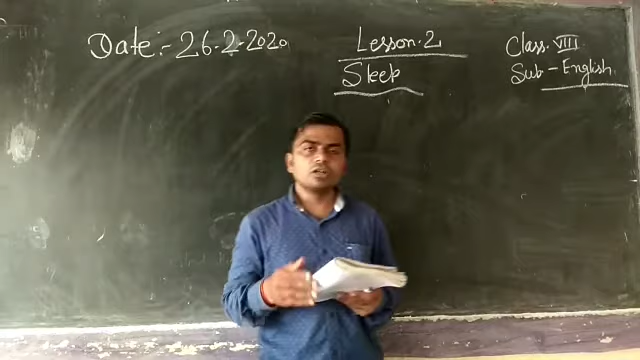 Date:- 26-2-2020
Lesson.2
Sleep
Class. VIII
Sub - English.